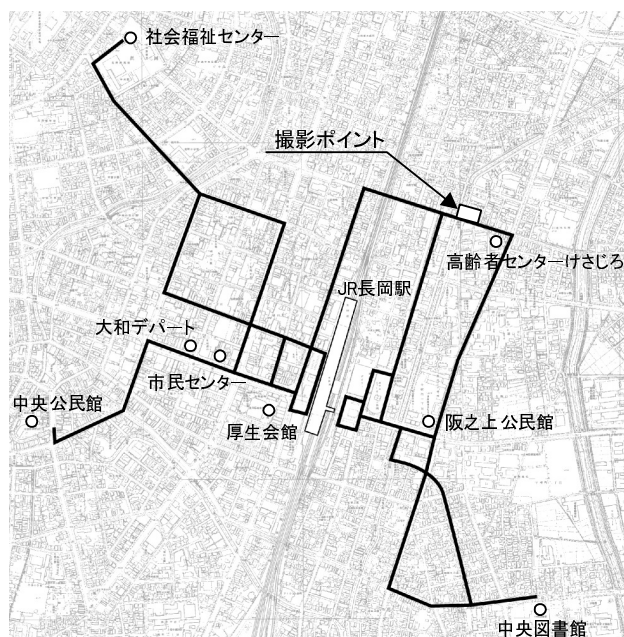 社会福祉センター
撮影ポイント
高齢者センターけさじろ
JR長岡駅
大和デパート
市民センター
中央公民館
厚生会館
阪之上公民館
中央図書館